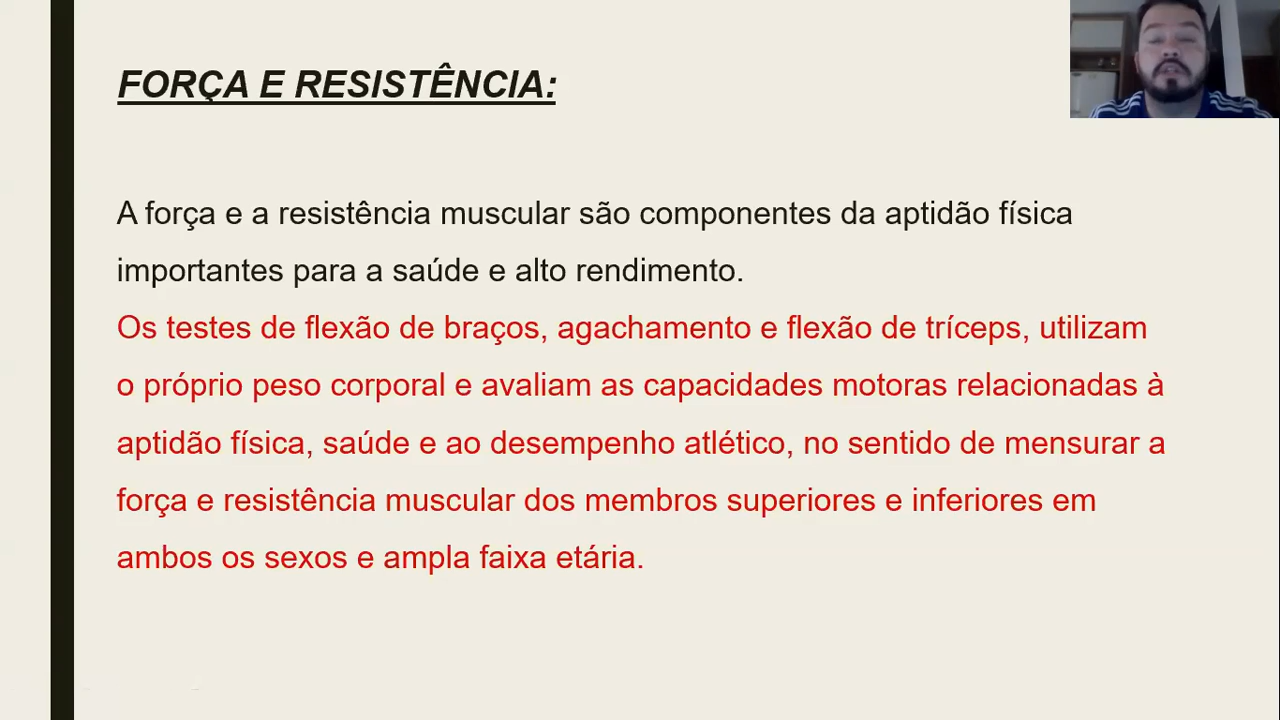 FORÇA E RESISTÊNCIA:
A força e a resistência muscular são componentes da aptidão física
importantes para a saúde e alto rendimento.
Os testes de flexão de braços, agachamento e flexão de tríceps, utilizam
o próprio peso corporal e avaliam as capacidades motoras relacionadas à
aptidão física, saúde e ao desempenho atlético, no sentido de mensurar a
força e resistência muscular dos membros superiores e inferiores em
ambos os sexos e ampla faixa etária.